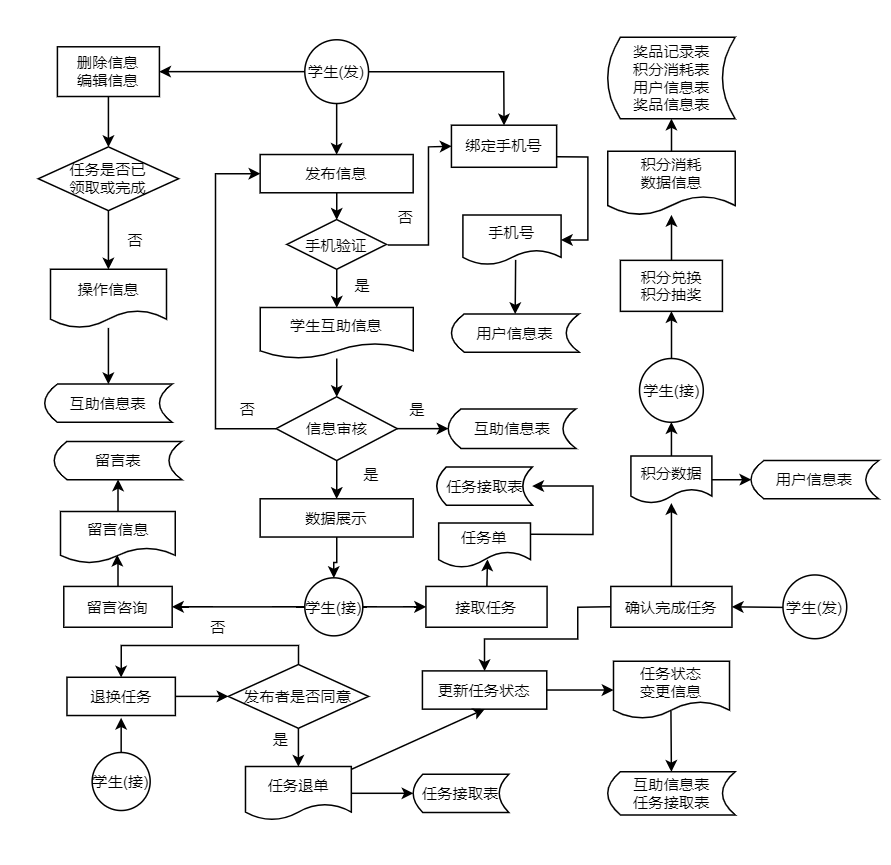 删除信息
编辑信息
学生(发)
奖品记录表
积分消耗表
用户信息表
奖品信息表
绑定手机号
任务是否已
领取或完成
发布信息
积分消耗
数据信息
否
手机验证
否
手机号
操作信息
是
积分兑换
积分抽奖
学生互助信息
用户信息表
互助信息表
学生(接)
否
信息审核
是
互助信息表
留言表
是
任务接取表
积分数据
用户信息表
留言信息
数据展示
任务单
留言咨询
学生(接)
接取任务
确认完成任务
学生(发)
否
退换任务
发布者是否同意
更新任务状态
任务状态
变更信息
是
学生(接)
任务退单
任务接取表
互助信息表
任务接取表